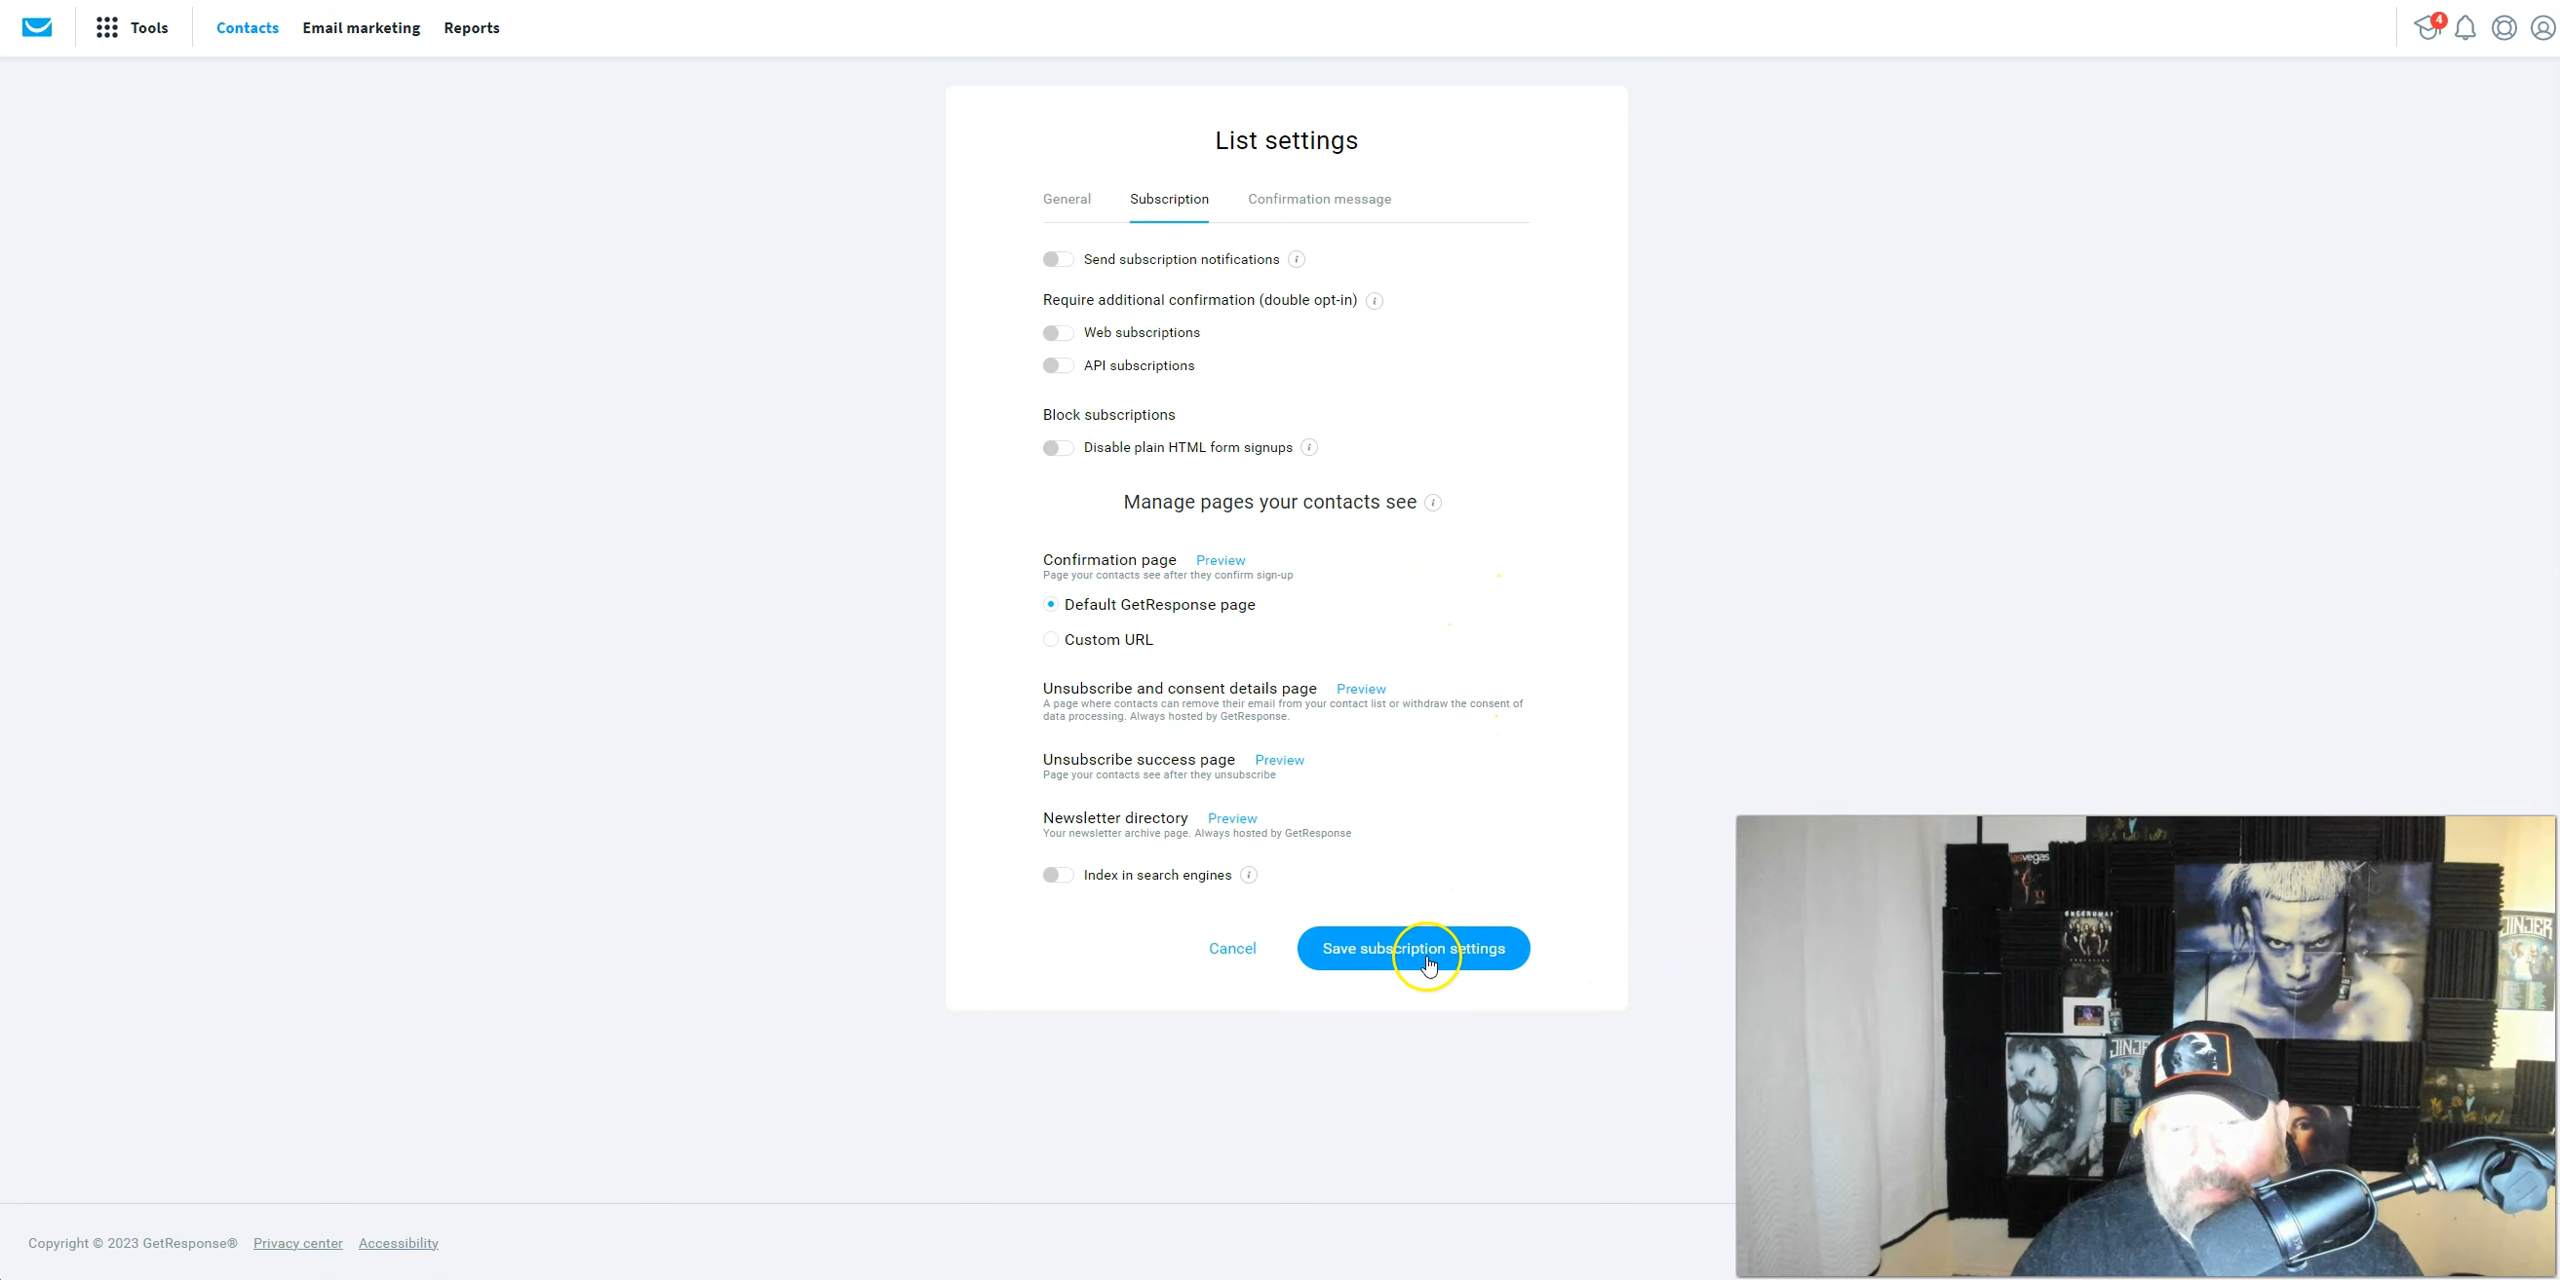 Tools
Contacts
Email marketing
Reports
4
List settings
General
Subscription
Confirmation message
Send subscription notifications
Require additional confirmation (double opt-in)
Web subscriptions
API subscriptions
Block subscriptions
Disable plain HTML form signups
Manage pages your contacts see
Confirmation page Preview
Page your contacts see after they confirm sign-up
Default GetResponse page
Custom URL
Unsubscribe and consent details page Preview
A page where contacts can remove their email from your contact list or withdraw the consent of
data processing. Always hosted by GetResponse.
Unsubscribe success page Preview
Page your contacts see after they unsubscribe
Newsletter directory Preview
Your newsletter archive page. Always hosted by GetResponse
Index in search engines
Cancel
Save subscription settings
JINJER
Copyright © 2023 GetResponse® Privacy center Accessibility